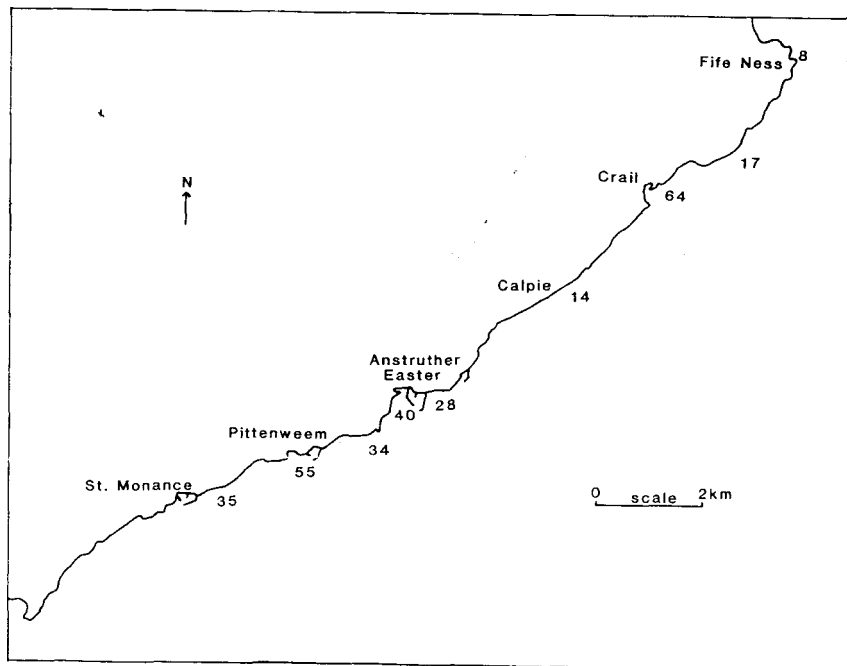 8
Fife Ness
17
Crail
64
N
Calpie
14
Anstruther
Easter
40
28
Pittenweem
34
55
St. Monance
35
0 2km
scale